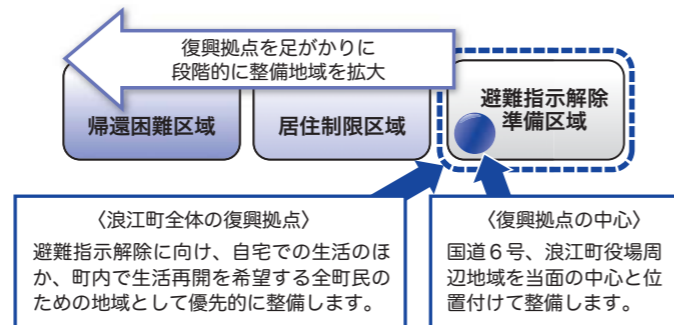 復興拠点を足がかりに
段階的に整備地域を拡大
帰還困難区域
居住制限区域
避難指示解除
準備区域
〈浪江町全体の復興拠点〉
避難指示解除に向け、自宅での生活のほ
か、町内で生活再開を希望する全町民の
ための地域として優先的に整備します。
〈復興拠点の中心〉
国道６号、浪江町役場周
辺地域を当面の中心と位
置付けて整備します。